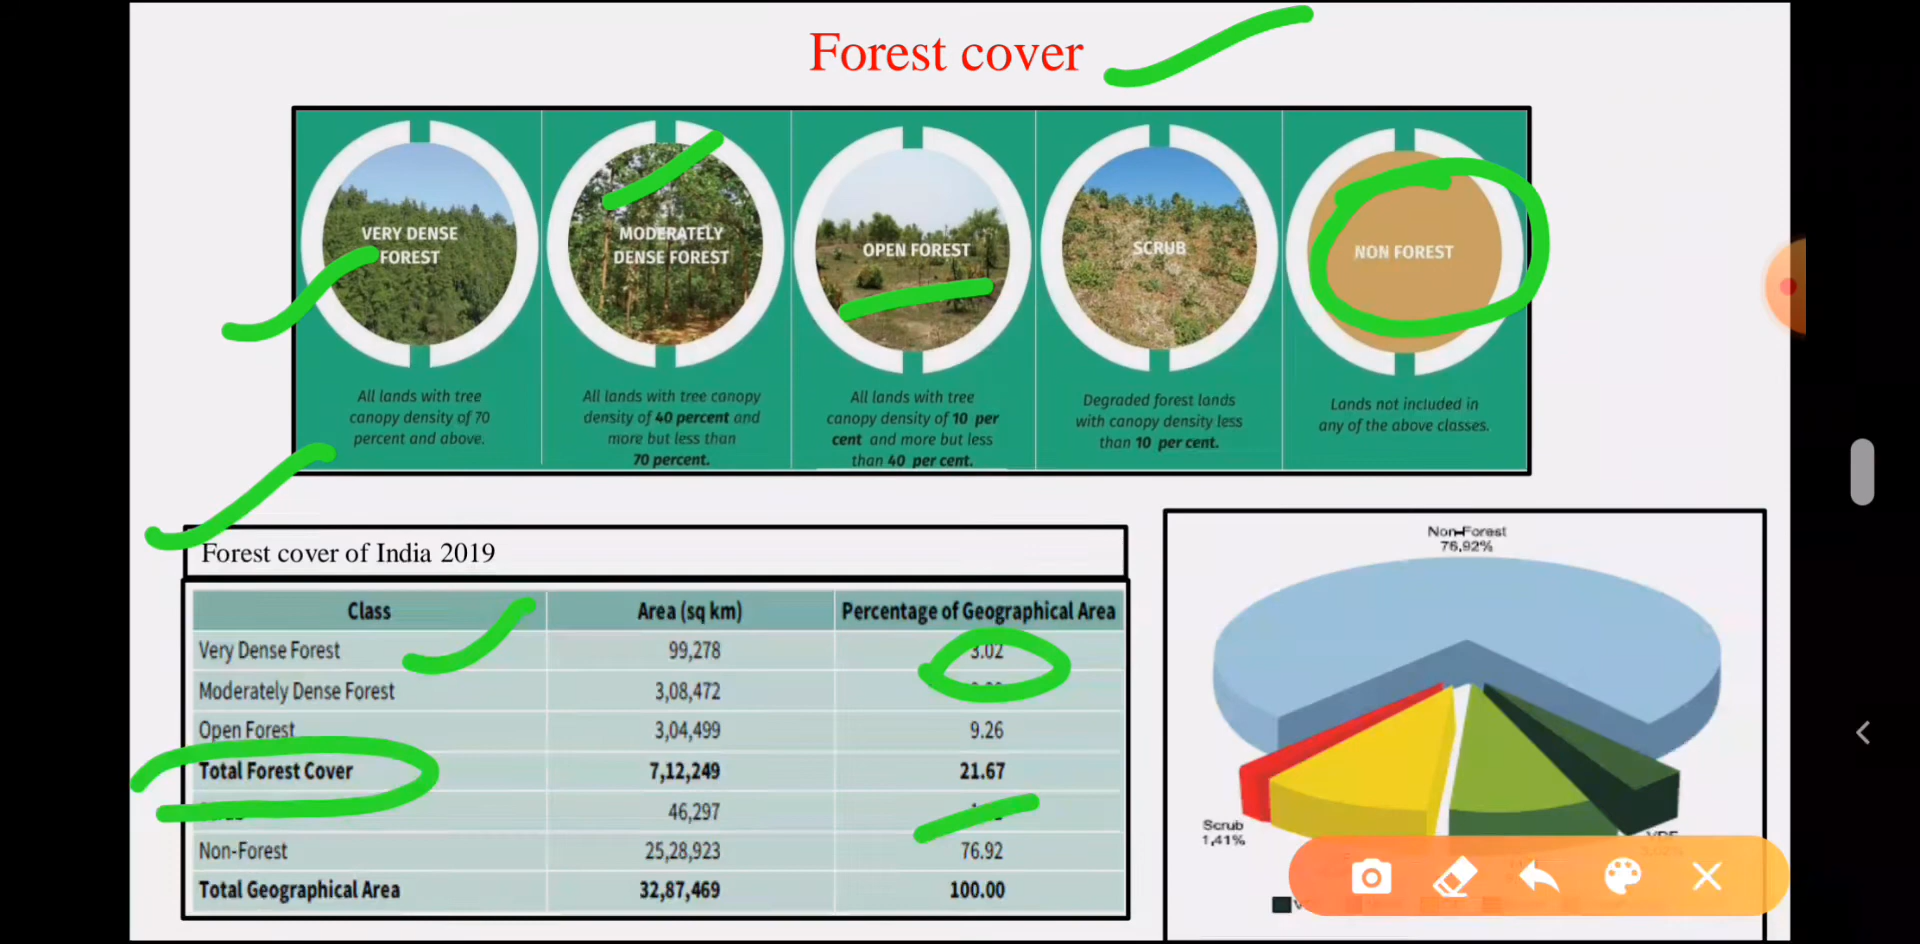 Forest cover
VERY DENSE
FOREST
MODERATELY
DENSE FOREST
OPEN FOREST
SCRUB
NON FOREST
All lands with tree
canopy density of 70
percent and above.
All lands with tree canopy
density of 40 percent and
more but less than
70 percent.
All lands with tree
canopy density of 10 per
cent and more but less
than 40 per cent.
Degraded forest lands
with canopy density less
than 10 per cent.
Lands not included in
any of the above classes.
Forest cover of India 2019
Class Area (sq km) Percentage of Geographical Area
Very Dense Forest 99,278 3.02
Moderately Dense Forest 3,08,472
Open Forest 3,04,499 9.26
Total Forest Cover 7,12,249 21.67
46,297
Non-Forest 25,28,923 76.92
Total Geographical Area 32,87,469 100.00
Non-Forest
76,92%
Scrub
1,41%